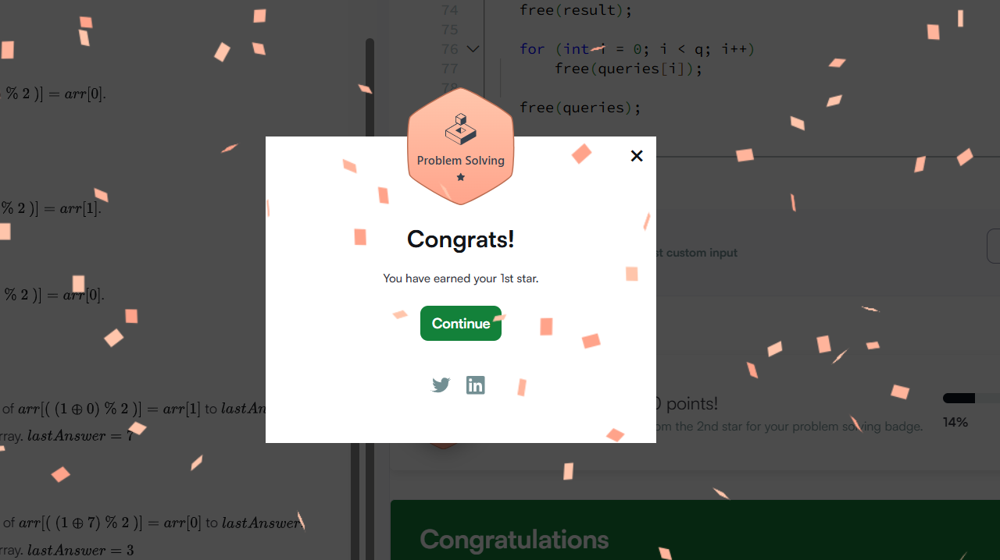 % 2 )] = arr[0].
% 2 )] = arr[1].
% 2 )] = arr[0].
of arr[( (1 ⊕ 0) % 2 )] = arr[1] to lastAn
rray. lastAnswer = 7
of arr[( (1 ⊕ 7) % 2 )] = arr[0] to lastAnswer
rray. lastAnswer = 3
74 free(result);
75
76 for (int i = 0; i < q; i++)
77 free(queries[i]);
78
free(queries);
Problem Solving
Congrats!
You have earned your 1st star.
Continue
in
st custom input
0 points!
om the 2nd star for your problem solving badge.
14%
Congratulations